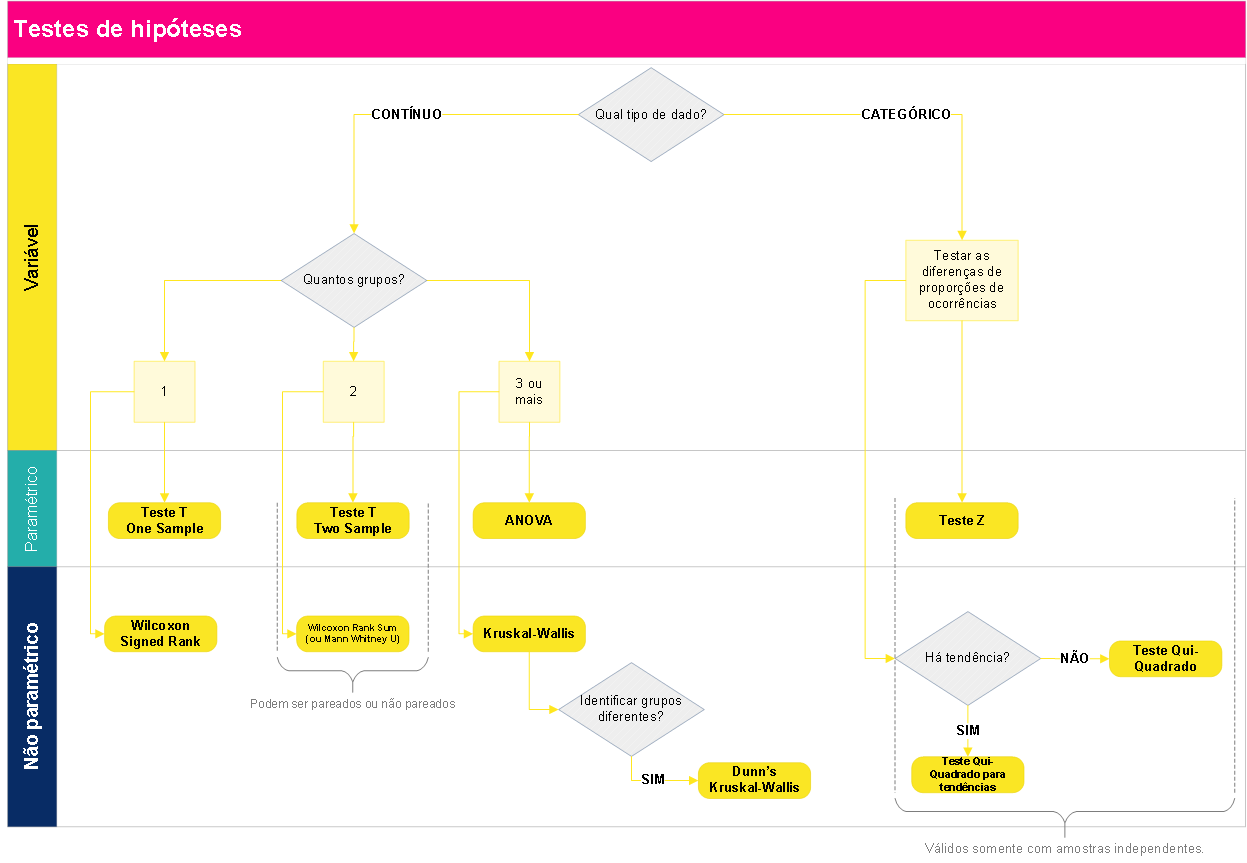 Testes de hipóteses
Variável
Qual tipo de dado?
CONTÍNUO
CATEGÓRICO
Quantos grupos?
Testar as
diferenças de
proporções de
ocorrências
1
2
3 ou
mais
Paramétrico
Teste T
One Sample
Teste T
Two Sample
ANOVA
Teste Z
Não paramétrico
Wilcoxon
Signed Rank
Wilcoxon Rank Sum
(ou Mann Whitney U)
Kruskal-Wallis
Há tendência?
NÃO
Teste Qui-
Quadrado
Podem ser pareados ou não pareados
Identificar grupos
diferentes?
SIM
Dunn’s
Kruskal-Wallis
SIM
Teste Qui-
Quadrado para
tendências
Válidos somente com amostras independentes.